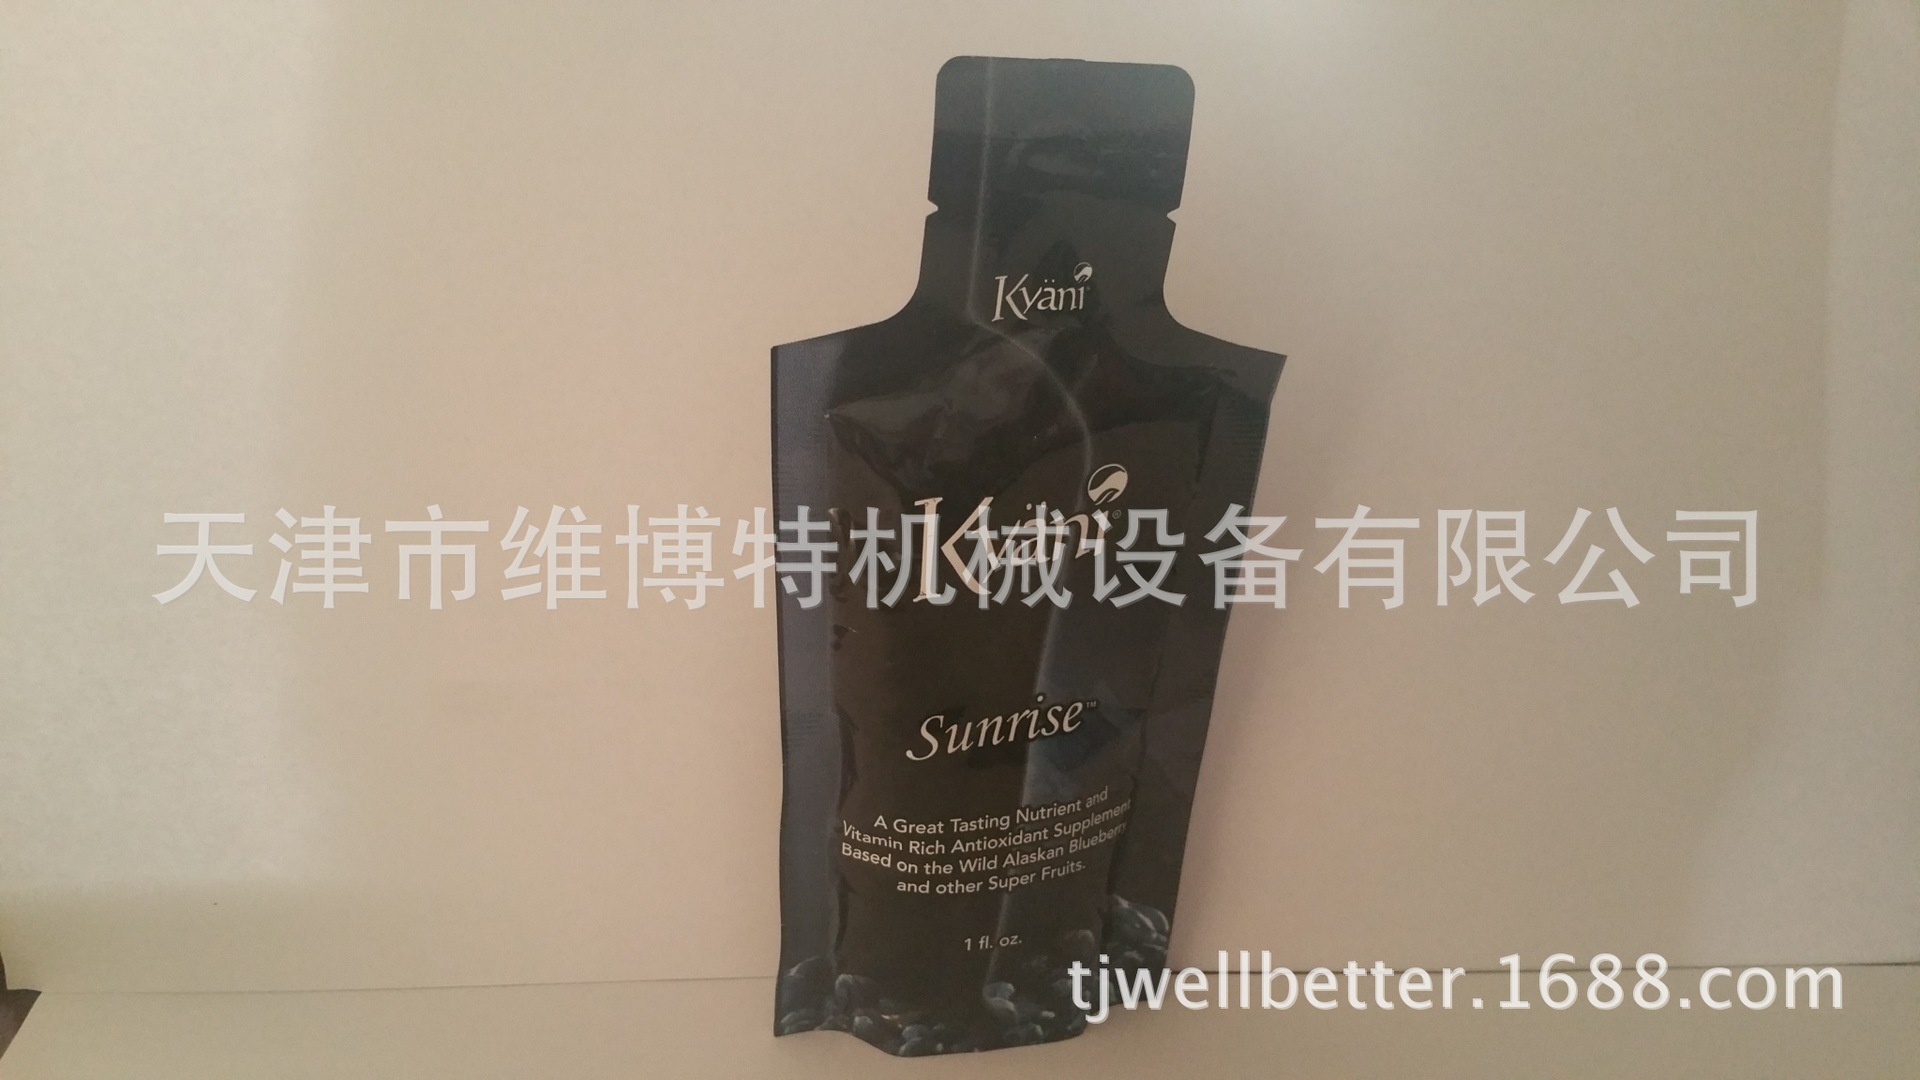 Kyäni
天津市维博特机械设备有限公司
Kyäni®
Sunrise™
A Great Tasting Nutrient and
Vitamin Rich Antioxidant Supplement
Based on the Wild Alaskan Blueberry
and other Super Fruits.
1 fl. oz.
tjwellbetter.1688.com